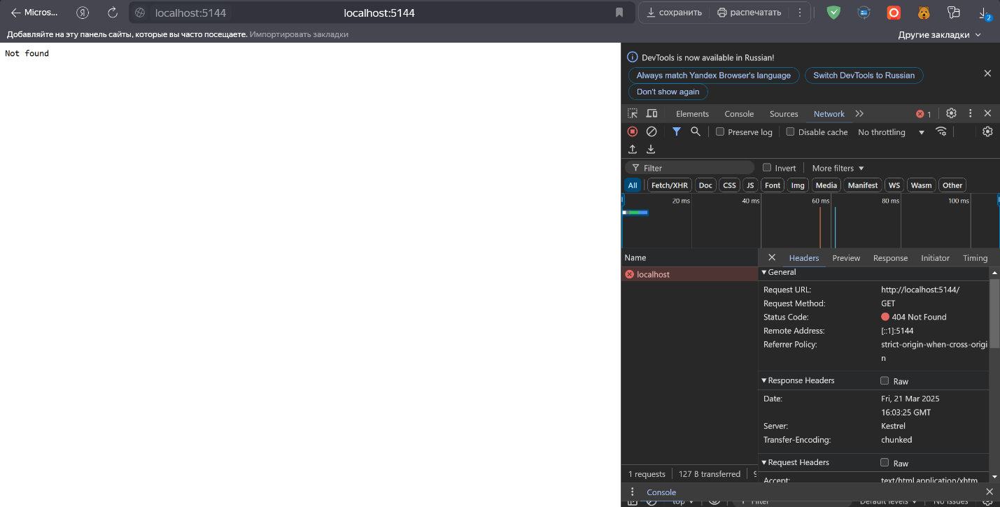 Micros...
Я
localhost:5144
localhost:5144
сохранить
распечатать
2
Добавляйте на эту панель сайты, которые вы часто посещаете. Импортировать закладки
Другие закладки
Not found
DevTools is now available in Russian!
Always match Yandex Browser's language
Switch DevTools to Russian
Don't show again
Elements Console Sources Network 1
Preserve log Disable cache No throttling
Filter Invert More filters
All Fetch/XHR Doc CSS JS Font Img Media Manifest WS Wasm Other
20 ms 40 ms 60 ms 80 ms 100 ms
Name
localhost
1 requests 127 B transferred 9
Headers Preview Response Initiator Timing
General
Request URL: http://localhost:5144/
Request Method: GET
Status Code: 404 Not Found
Remote Address: [::1]:5144
Referrer Policy: strict-origin-when-cross-origi
n
Response Headers Raw
Date: Fri, 21 Mar 2025
16:03:25 GMT
Server: Kestrel
Transfer-Encoding: chunked
Request Headers Raw
Accept: text/html,application/xhtm
Console
top Filter Default levels No Issues